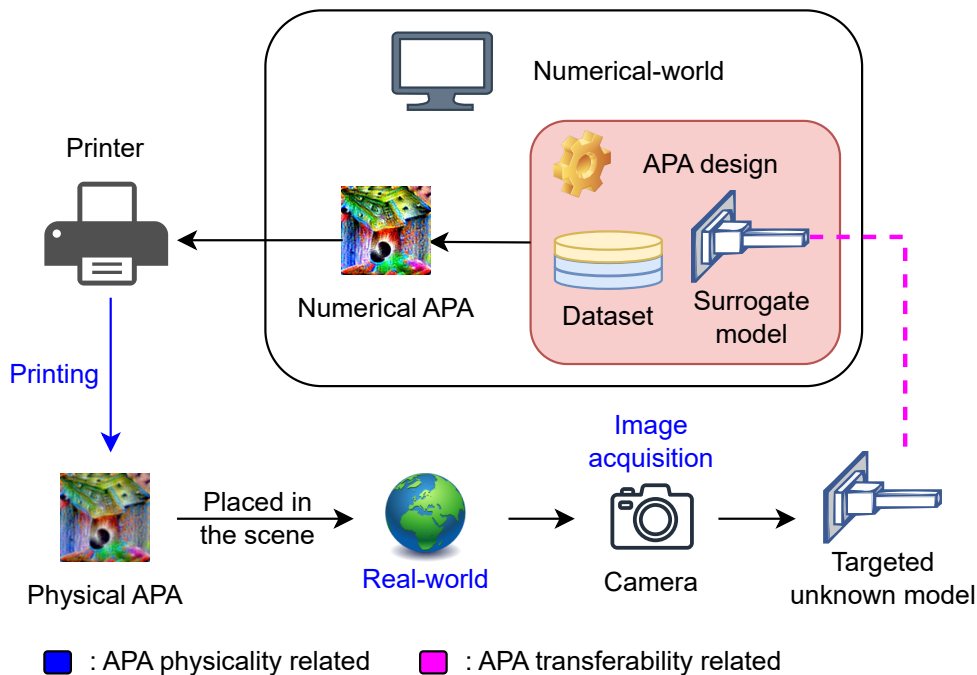 Numerical-world
Printer
APA design
Dataset
Surrogate
model
Numerical APA
Printing
Image
acquisition
Placed in
the scene
Physical APA
Real-world
Camera
Targeted
unknown model
: APA physicality related
: APA transferability related